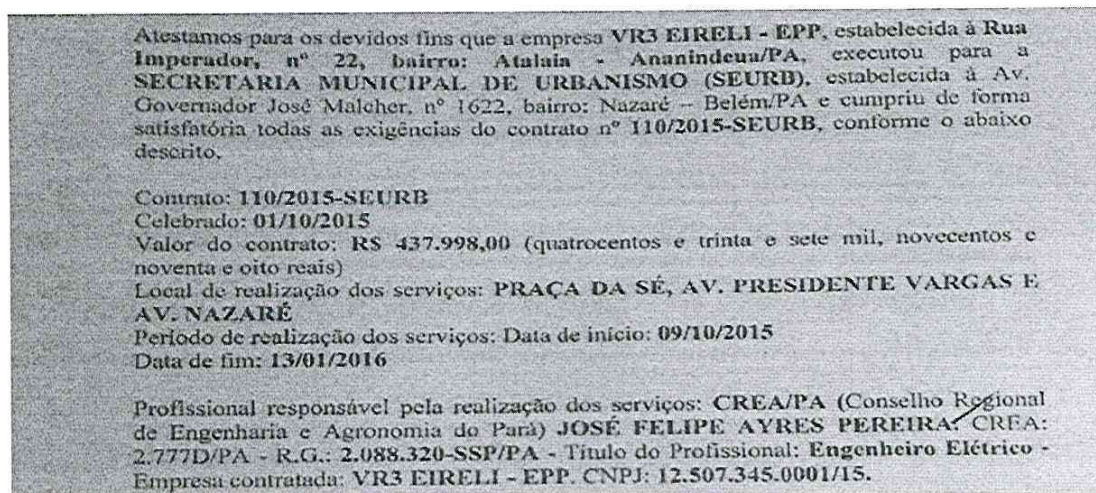 Atestamos para os devidos fins que a empresa VR3 EIRELI - EPP, estabelecida à Rua
Imperador, nº 22, bairro: Atalaia - Ananindeua/PA, executou para a
SECRETARIA MUNICIPAL DE URBANISMO (SEURB), estabelecida à Av.
Governador José Malcher, nº 1622, bairro: Nazaré – Belém/PA e cumpriu de forma
satisfatória todas as exigências do contrato nº 110/2015-SEURB, conforme o abaixo
descrito.
Contrato: 110/2015-SEURB
Celebrado: 01/10/2015
Valor do contrato: R$ 437.998,00 (quatrocentos e trinta e sete mil, novecentos e
noventa e oito reais)
Local de realização dos serviços: PRAÇA DA SÉ, AV. PRESIDENTE VARGAS E
AV. NAZARÉ
Período de realização dos serviços: Data de início: 09/10/2015
Data de fim: 13/01/2016
Profissional responsável pela realização dos serviços: CREA/PA (Conselho Regional
de Engenharia e Agronomia do Pará) JOSÉ FELIPE AYRES PEREIRA. CREA:
2.777D/PA - R.G.: 2.088.320-SSP/PA - Título do Profissional: Engenheiro Elétrico -
Empresa contratada: VR3 EIRELI - EPP. CNPJ: 12.507.345.0001/15.